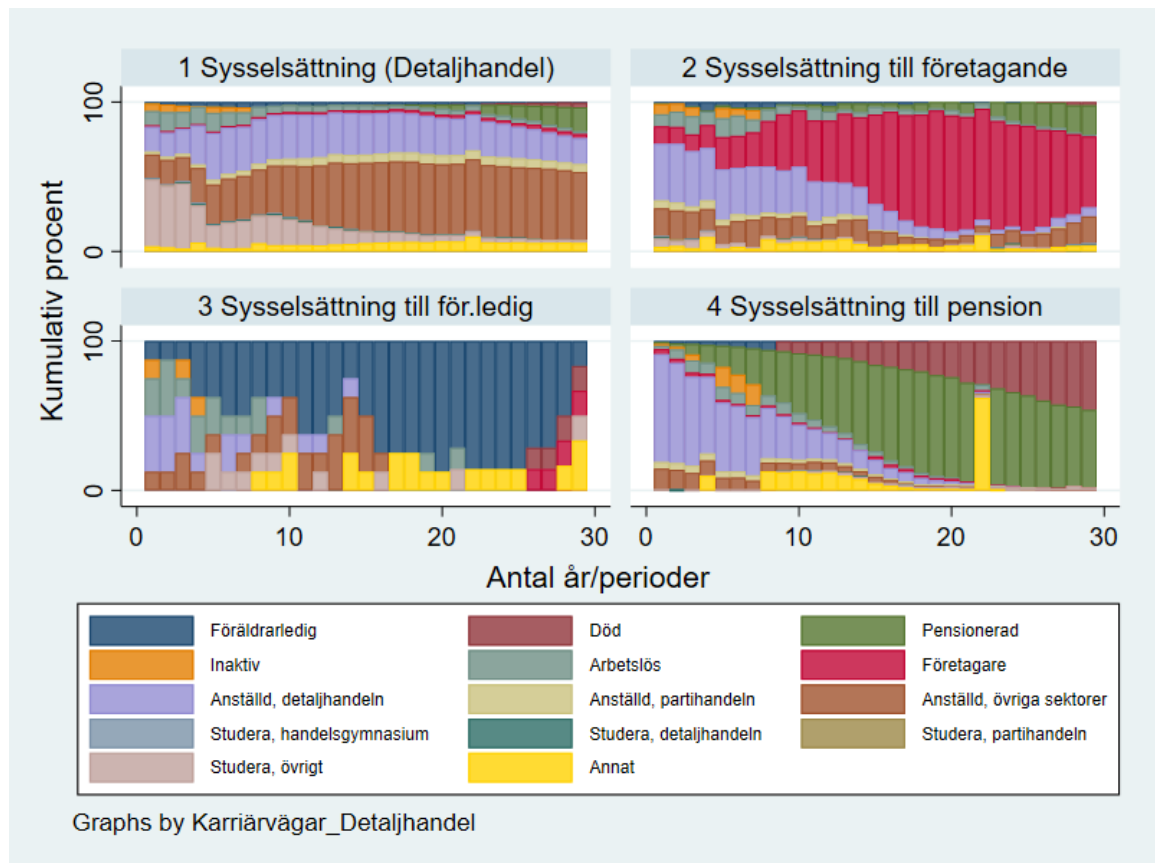 1 Sysselsättning (Detaljhandel)
2 Sysselsättning till företagande
100
0
3 Sysselsättning till för.ledig
4 Sysselsättning till pension
100
0
Kumulativ procent
0 10 20 30
0 10 20 30
Antal år/perioder
Föräldrarledig
Död
Pensionerad
Inaktiv
Arbetslös
Företagare
Anställd, detaljhandeln
Anställd, partihandeln
Anställd, övriga sektorer
Studera, handelsgymnasium
Studera, detaljhandeln
Studera, partihandeln
Studera, övrigt
Annat
Graphs by Karriärvägar_Detaljhandel